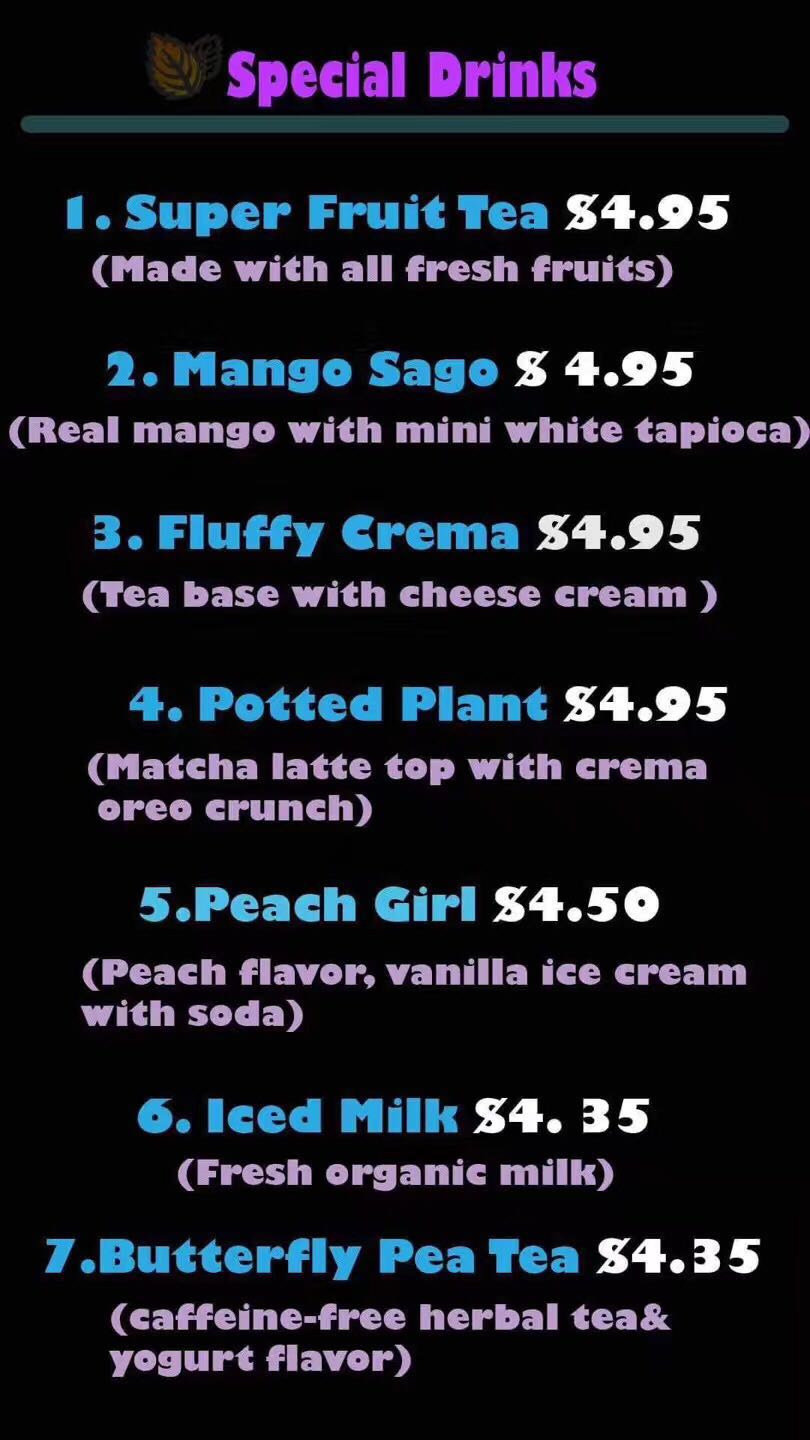 Special Drinks
1. Super Fruit Tea $4.95
(Made with all fresh fruits)
2. Mango Sago $ 4.95
(Real mango with mini white tapioca)
3. Fluffy Crema $4.95
(Tea base with cheese cream )
4. Potted Plant $4.95
(Matcha latte top with crema
oreo crunch)
5.Peach Girl $4.50
(Peach flavor, vanilla ice cream
with soda)
6. Iced Milk $4. 35
(Fresh organic milk)
7.Butterfly Pea Tea $4.35
(caffeine-free herbal tea&
yogurt flavor)